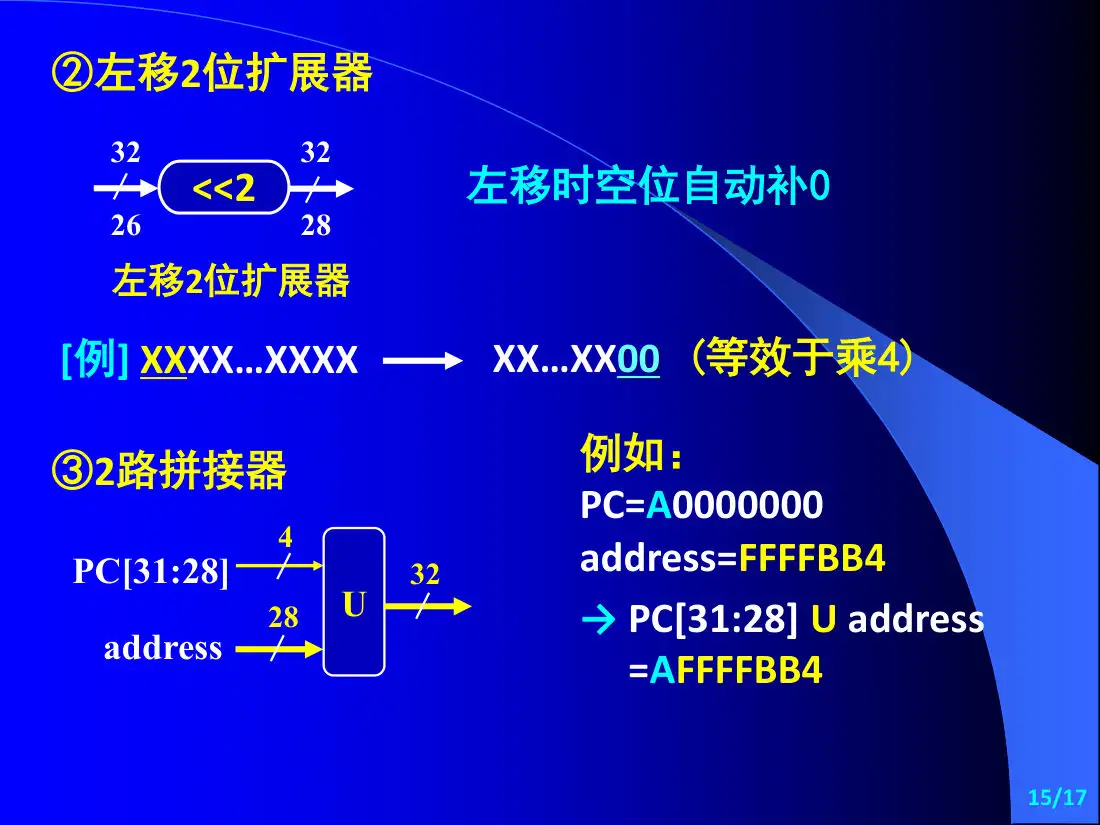 ②左移2位扩展器
32 32
<<2
26 28
左移2位扩展器
左移时空位自动补0
[例] XXXX...XXXX XX...XX00 (等效于乘4)
③2路拼接器
PC[31:28] 4
address 28
U
32
例如:
PC=A0000000
address=FFFFBB4
→ PC[31:28] U address
=AFFFFBB4
15/17